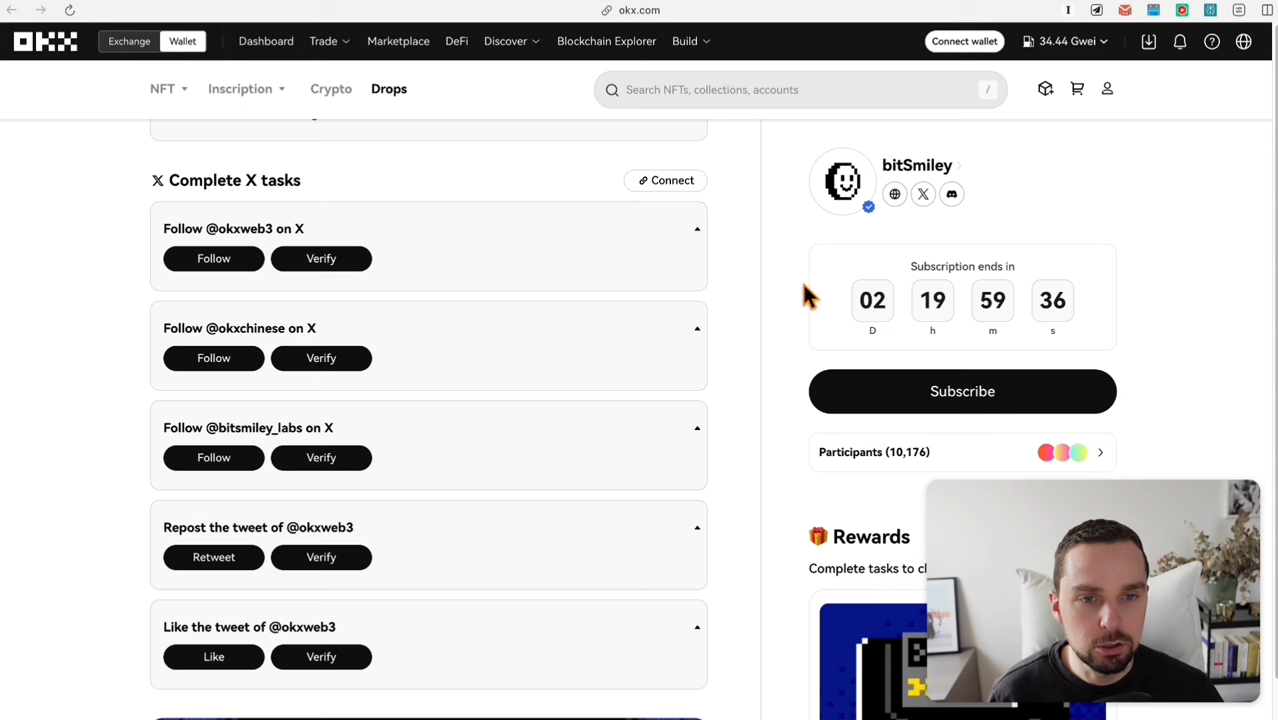 okx.com
OKX
Exchange Wallet Dashboard Trade Marketplace DeFi Discover Blockchain Explorer Build Connect wallet 34.44 Gwei
NFT Inscription Crypto Drops Search NFTs, collections, accounts /
Complete X tasks
Connect
Follow @okxweb3 on X
Follow Verify
Follow @okxchinese on X
Follow Verify
Follow @bitsmiley_labs on X
Follow Verify
Repost the tweet of @okxweb3
Retweet Verify
Like the tweet of @okxweb3
Like Verify
bitSmiley
Subscription ends in
02 19 59 36
D h m s
Subscribe
Participants (10,176)
Rewards
Complete tasks to